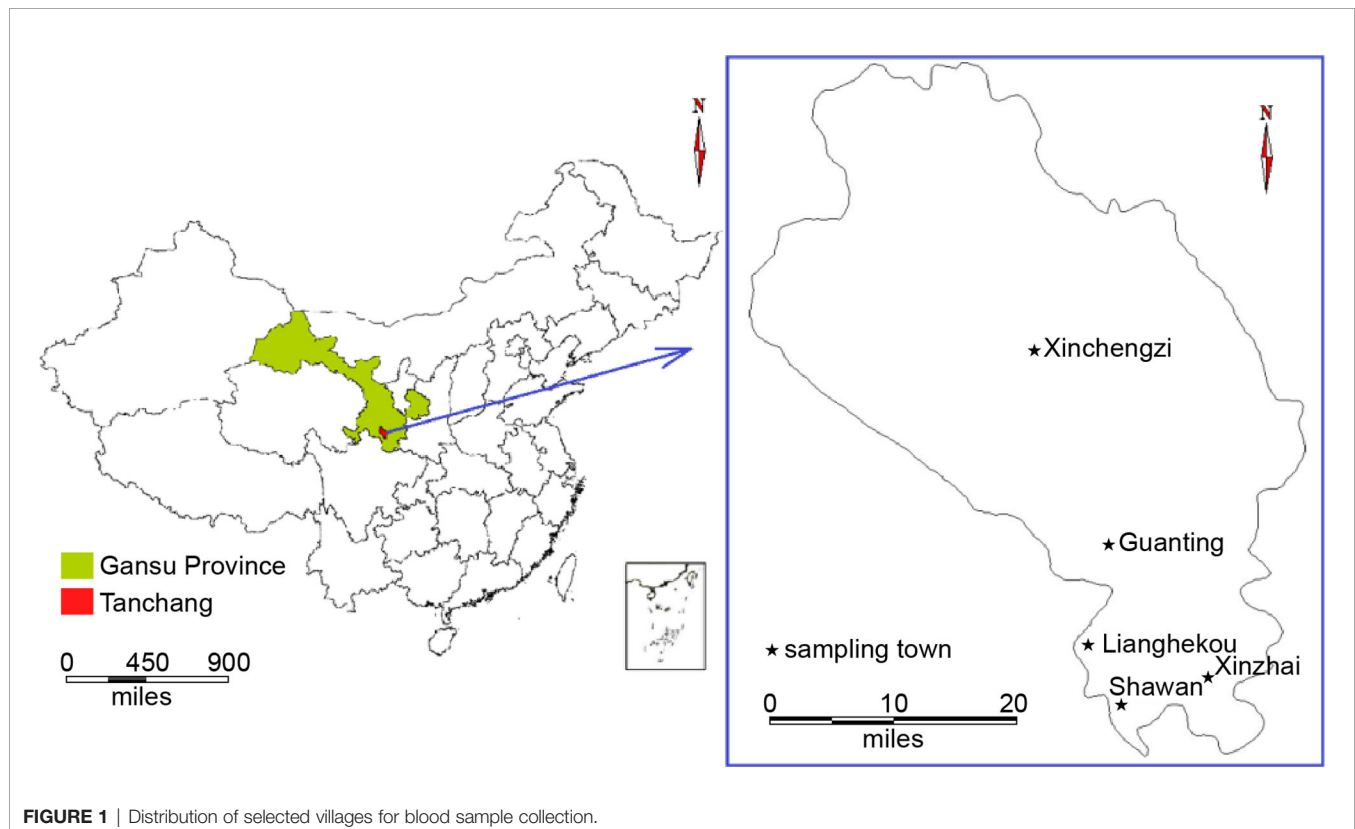 N
Gansu Province
Tanchang
0 450 900
miles
N
Xinchengzi
Guanting
Lianghekou
Xinzhai
Shawan
★ sampling town
0 10 20
miles
FIGURE 1 | Distribution of selected villages for blood sample collection.